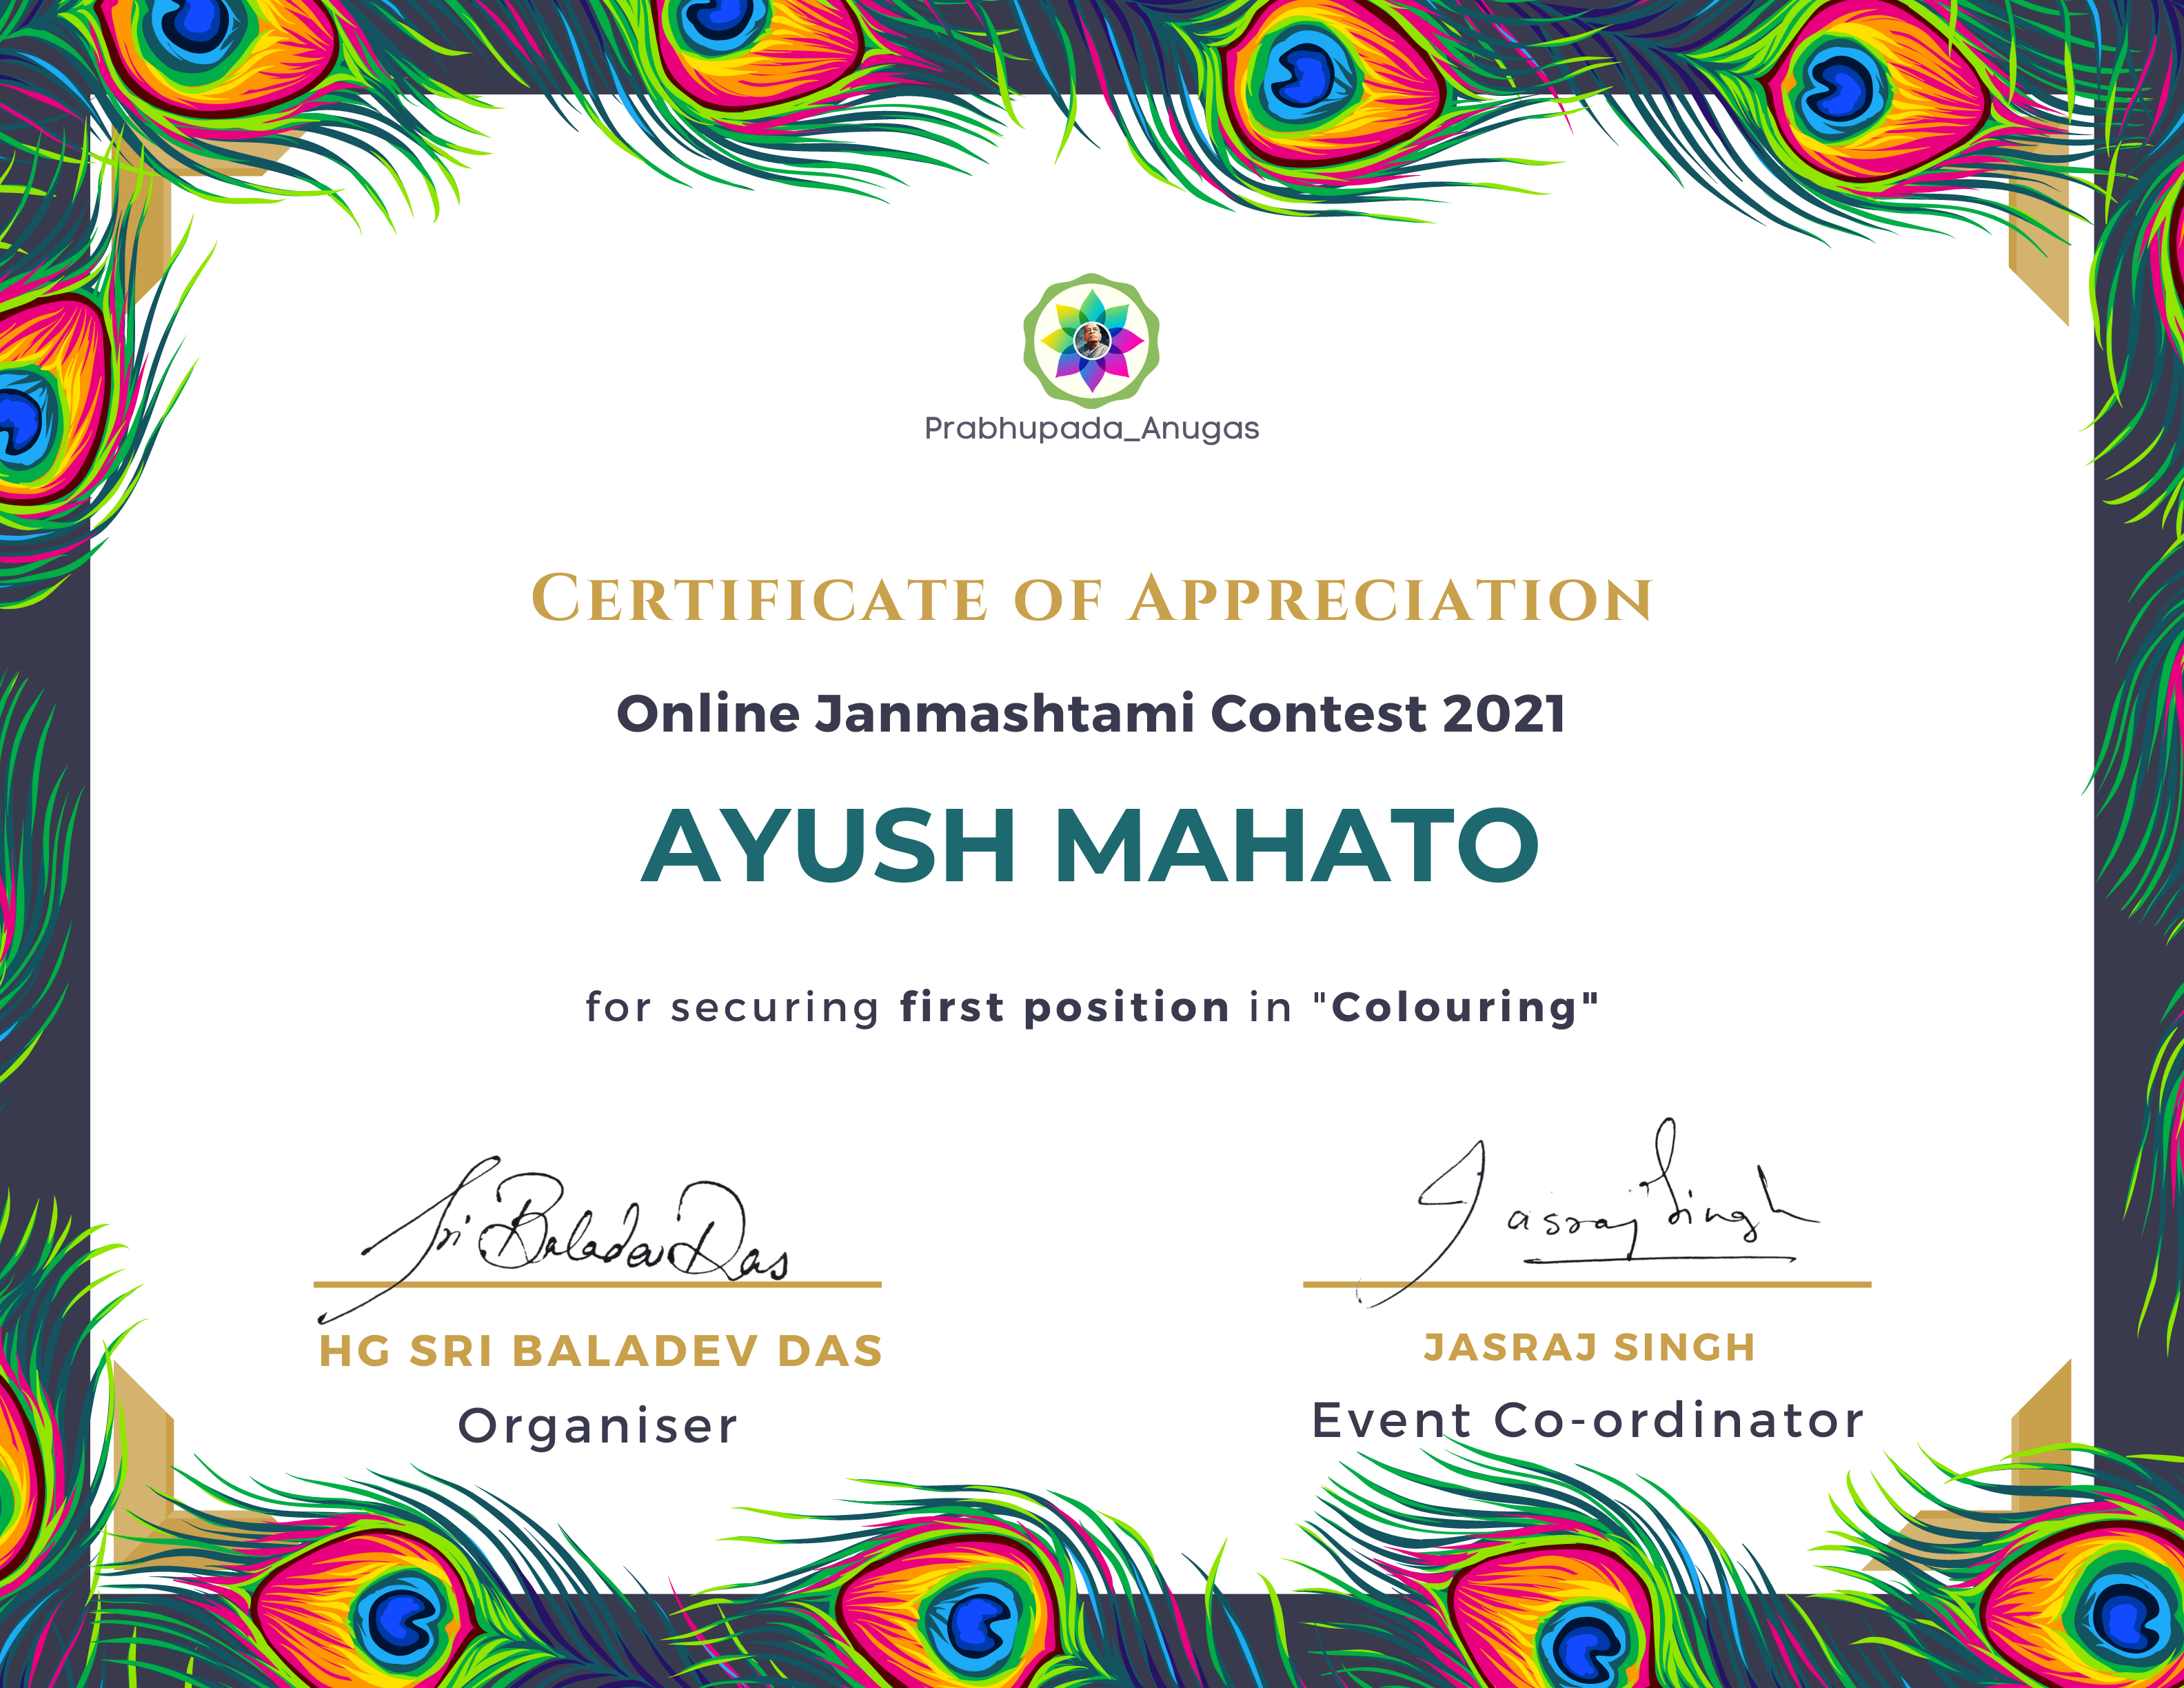 Prabhupada_Anugas
Certificate of Appreciation
Online Janmashtami Contest 2021
AYUSH MAHATO
for securing first position in "Colouring"
Sri Baladev Das
Jasraj Singh
HG SRI BALADEV DAS
JASRAJ SINGH
Organiser
Event Co-ordinator